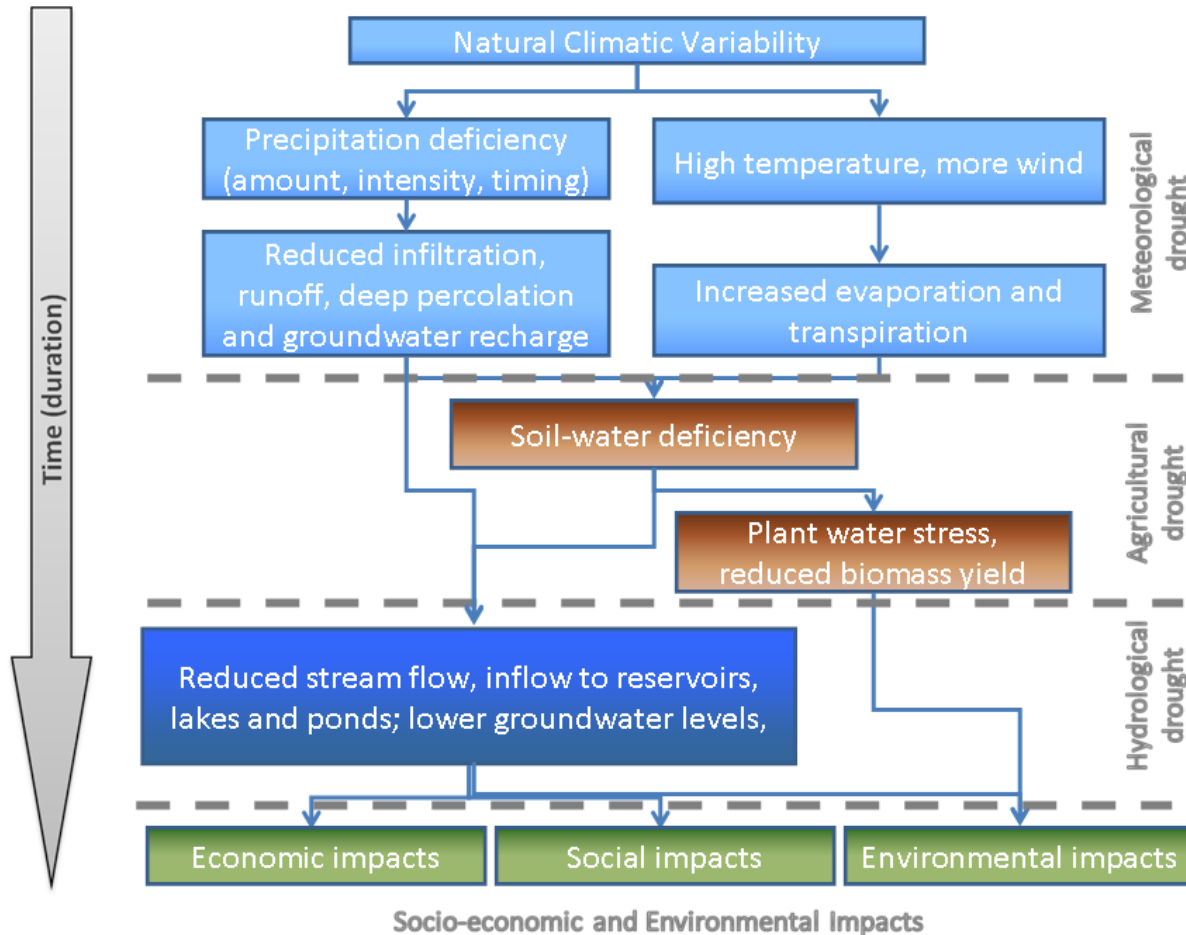 Natural Climatic Variability
Precipitation deficiency
(amount, intensity, timing)
High temperature, more wind
Reduced infiltration,
runoff, deep percolation
and groundwater recharge
Increased evaporation and
transpiration
Meteorological
drought
Time (duration)
Soil-water deficiency
Plant water stress,
reduced biomass yield
Agricultural
drought
Reduced stream flow, inflow to reservoirs,
lakes and ponds; lower groundwater levels,
Hydrological
drought
Economic impacts
Social impacts
Environmental impacts
Socio-economic and Environmental Impacts